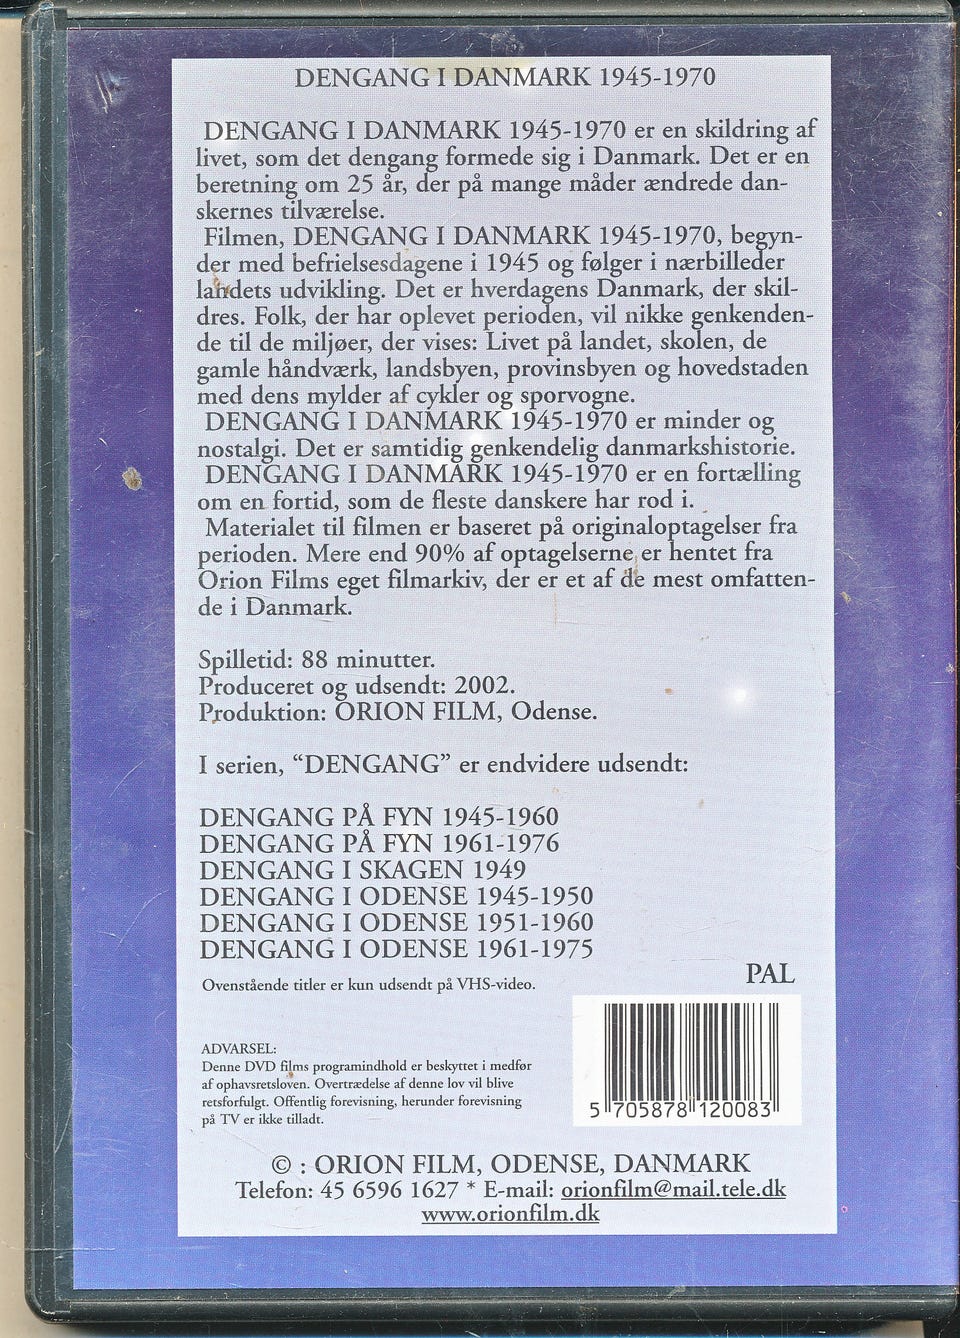 DENGANG I DANMARK 1945-1970
DENGANG I DANMARK 1945-1970 er en skildring af
livet, som det dengang formede sig i Danmark. Det er en
beretning om 25 år, der på mange måder ændrede dan-
skernes tilværelse.
Filmen, DENGANG I DANMARK 1945-1970, begyn-
der med befrielsesdagene i 1945 og følger i nærbilleder
landets udvikling. Det er hverdagens Danmark, der skil-
dres. Folk, der har oplevet perioden, vil nikke genkenden-
de til de miljøer, der vises: Livet på landet, skolen, de
gamle håndværk, landsbyen, provinsbyen og hovedstaden
med dens mylder af cykler og sporvogne.
DENGANG I DANMARK 1945-1970 er minder og
nostalgi. Det er samtidig genkendelig danmarkshistorie.
DENGANG I DANMARK 1945-1970 er en fortælling
om en fortid, som de fleste danskere har rod i.
Materialet til filmen er baseret på originaloptagelser fra
perioden. Mere end 90% af optagelserne er hentet fra
Orion Films eget filmarkiv, der er et af de mest omfatten-
de i Danmark.
Spilletid: 88 minutter.
Produceret og udsendt: 2002.
Produktion: ORION FILM, Odense.
I serien, “DENGANG” er endvidere udsendt:
DENGANG PÅ FYN 1945-1960
DENGANG PÅ FYN 1961-1976
DENGANG I SKAGEN 1949
DENGANG I ODENSE 1945-1950
DENGANG I ODENSE 1951-1960
DENGANG I ODENSE 1961-1975
Ovenstående titler er kun udsendt på VHS-video.
PAL
ADVARSEL:
Denne DVD films programindhold er beskyttet i medfør
af ophavsretsloven. Overtrædelse af denne lov vil blive
retsforfulgt. Offentlig forevisning, herunder forevisning
på TV er ikke tilladt.
5 705878 120083
© : ORION FILM, ODENSE, DANMARK
Telefon: 45 6596 1627 * E-mail: orionfilm@mail.tele.dk
www.orionfilm.dk